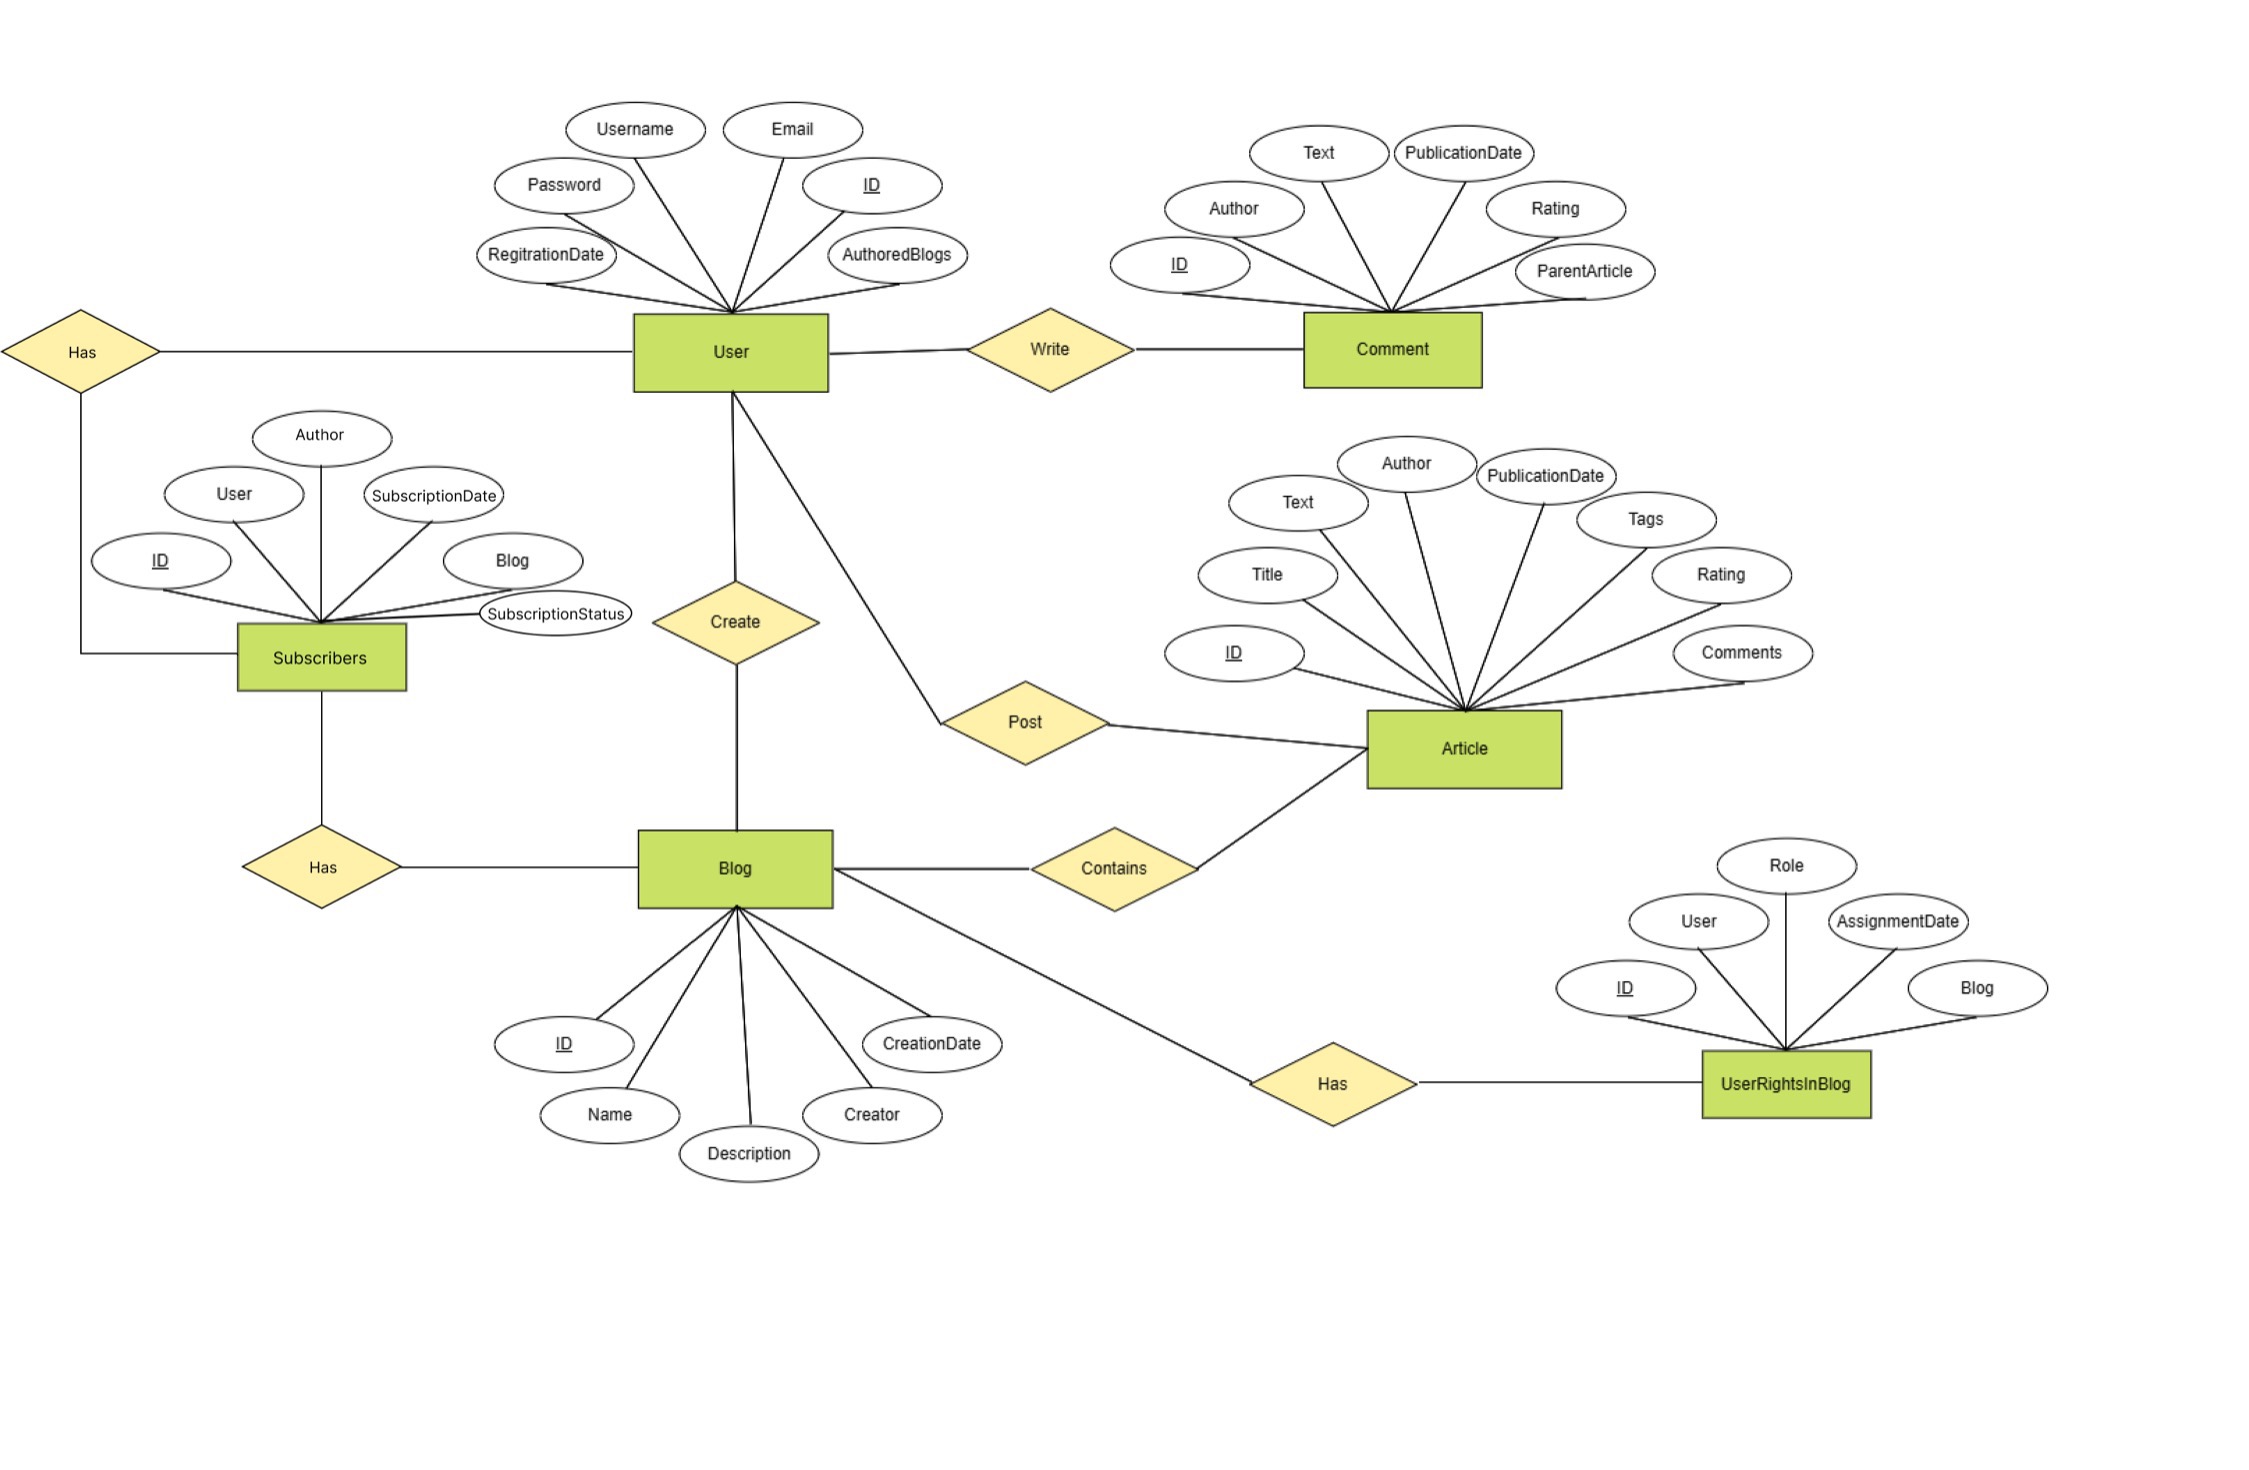 Username
Email
Password
ID
RegitrationDate
AuthoredBlogs
Text
PublicationDate
Author
Rating
ID
ParentArticle
Has
User
Write
Comment
Author
User
SubscriptionDate
ID
Blog
SubscriptionStatus
Subscribers
Create
Author
PublicationDate
Text
Tags
Title
Rating
ID
Comments
Post
Article
Has
Blog
Contains
Role
User
AssignmentDate
ID
Blog
ID
CreationDate
Name
Creator
Description
Has
UserRightsInBlog